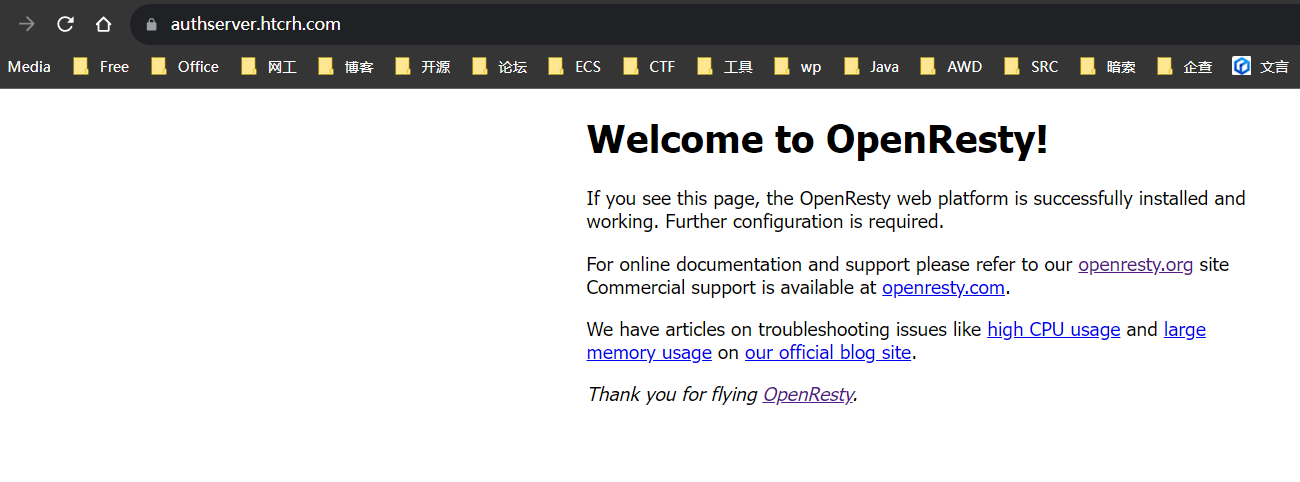 authserver.htcrh.com
Media Free Office 网工 博客 开源 论坛 ECS CTF 工具 wp Java AWD SRC 暗索 企查 文言
Welcome to OpenResty!
If you see this page, the OpenResty web platform is successfully installed and
working. Further configuration is required.
For online documentation and support please refer to our openresty.org site
Commercial support is available at openresty.com.
We have articles on troubleshooting issues like high CPU usage and large
memory usage on our official blog site.
Thank you for flying OpenResty.